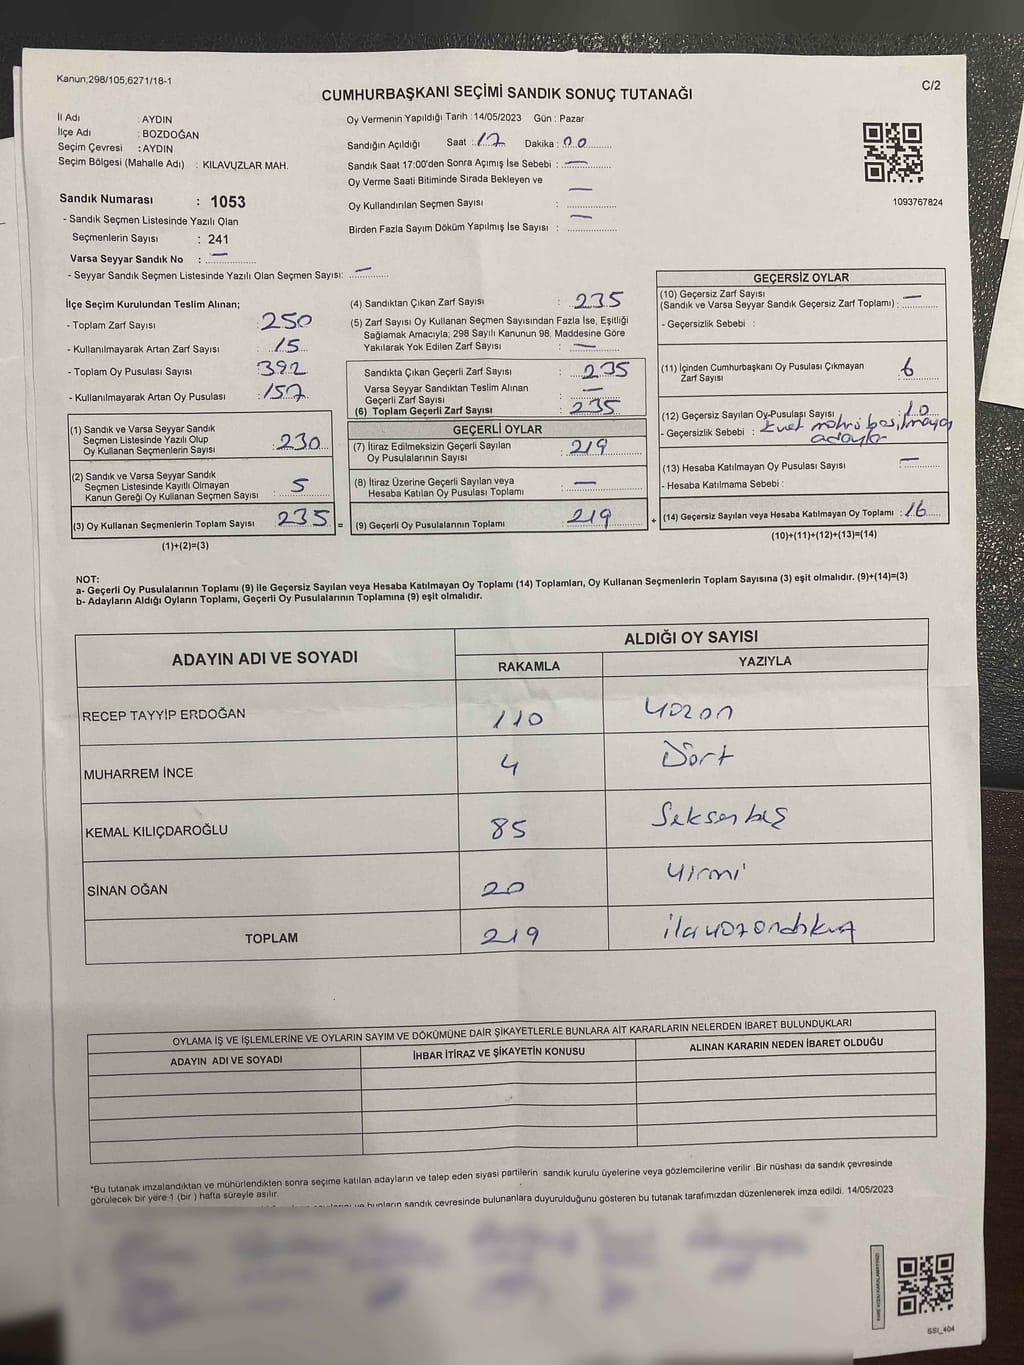 Kanun;298/105,6271/18-1
C/2
CUMHURBAŞKANI SEÇİMİ SANDIK SONUÇ TUTANAĞI
İl Adı : AYDIN
İlçe Adı : BOZDOĞAN
Seçim Çevresi : AYDIN
Seçim Bölgesi (Mahalle Adı) : KILAVUZLAR MAH.
Sandık Numarası : 1053
- Sandık Seçmen Listesinde Yazılı Olan
Seçmenlerin Sayısı : 241
Varsa Seyyar Sandık No : —
- Seyyar Sandık Seçmen Listesinde Yazılı Olan Seçmen Sayısı: —
Oy Vermenin Yapıldığı Tarih : 14/05/2023 Gün : Pazar
Sandığın Açıldığı Saat : 17 Dakika : 00
Sandık Saat 17:00'den Sonra Açımış İse Sebebi : —
Oy Verme Saati Bitiminde Sırada Bekleyen ve
Oy Kullandırılan Seçmen Sayısı : —
Birden Fazla Sayım Döküm Yapılmış İse Sayısı : —
1093767824
İlçe Seçim Kurulundan Teslim Alınan;
- Toplam Zarf Sayısı : 250
- Kullanılmayarak Artan Zarf Sayısı : 15
- Toplam Oy Pusulası Sayısı : 392
- Kullanılmayarak Artan Oy Pusulası : 157
(1) Sandık ve Varsa Seyyar Sandık
Seçmen Listesinde Yazılı Olup
Oy Kullanan Seçmenlerin Sayısı : 230
(2) Sandık ve Varsa Seyyar Sandık
Seçmen Listesinde Kayıtlı Olmayan
Kanun Gereği Oy Kullanan Seçmen Sayısı : 5
(3) Oy Kullanan Seçmenlerin Toplam Sayısı : 235 =
(1)+(2)=(3)
(4) Sandıktan Çıkan Zarf Sayısı : 235
(5) Zarf Sayısı Oy Kullanan Seçmen Sayısından Fazla İse, Eşitliği
Sağlamak Amacıyla; 298 Sayılı Kanunun 98. Maddesine Göre
Yakılarak Yok Edilen Zarf Sayısı : —
Sandıkta Çıkan Geçerli Zarf Sayısı : 235
Varsa Seyyar Sandıktan Teslim Alınan
Geçerli Zarf Sayısı : —
(6) Toplam Geçerli Zarf Sayısı : 235
GEÇERLİ OYLAR
(7) İtiraz Edilmeksizin Geçerli Sayılan
Oy Pusulalarının Sayısı : 219
(8) İtiraz Üzerine Geçerli Sayılan veya
Hesaba Katılan Oy Pusulası Toplamı : —
(9) Geçerli Oy Pusulalarının Toplamı : 219 +
GEÇERSİZ OYLAR
(10) Geçersiz Zarf Sayısı
(Sandık ve Varsa Seyyar Sandık Geçersiz Zarf Toplamı) : —
- Geçersizlik Sebebi :
(11) İçinden Cumhurbaşkanı Oy Pusulası Çıkmayan
Zarf Sayısı : 6
(12) Geçersiz Sayılan Oy Pusulası Sayısı : 10
- Geçersizlik Sebebi : Evet mührü basılmayan
(13) Hesaba Katılmayan Oy Pusulası Sayısı : —
- Hesaba Katılmama Sebebi :
(14) Geçersiz Sayılan veya Hesaba Katılmayan Oy Toplamı : 16
(10)+(11)+(12)+(13)=(14)
NOT:
a- Geçerli Oy Pusulalarının Toplamı (9) ile Geçersiz Sayılan veya Hesaba Katılmayan Oy Toplamı (14) Toplamları, Oy Kullanan Seçmenlerin Toplam Sayısına (3) eşit olmalıdır. (9)+(14)=(3)
b- Adayların Aldığı Oyların Toplamı, Geçerli Oy Pusulalarının Toplamına (9) eşit olmalıdır.
ADAYIN ADI VE SOYADI
ALDIĞI OY SAYISI
RAKAMLA YAZIYLA
RECEP TAYYİP ERDOĞAN 110 Yüzon
MUHARREM İNCE 4 Dört
KEMAL KILIÇDAROĞLU 85 Seksenbeş
SİNAN OĞAN 20 Yirmi
TOPLAM 219 ikiyüzondokuz
OYLAMA İŞ VE İŞLEMLERİNE VE OYLARIN SAYIM VE DÖKÜMÜNE DAİR ŞİKAYETLERLE BUNLARA AİT KARARLARIN NELERDEN İBARET BULUNDUKLARI
ADAYIN ADI VE SOYADI İHBAR İTİRAZ VE ŞİKAYETİN KONUSU ALINAN KARARIN NEDEN İBARET OLDUĞU
*Bu tutanak imzalandıktan ve mühürlendikten sonra seçime katılan adayların ve talep eden siyasi partilerin sandık kurulu üyelerine veya gözlemcilerine verilir .Bir nüshası da sandık çevresinde
görülecek bir yere 1 (bir ) hafta süreyle asılır.
ve bunların sandık çevresinde bulunanlara duyurulduğunu gösteren bu tutanak tarafımızdan düzenlenerek imza edildi. 14/05/2023
SSI_404